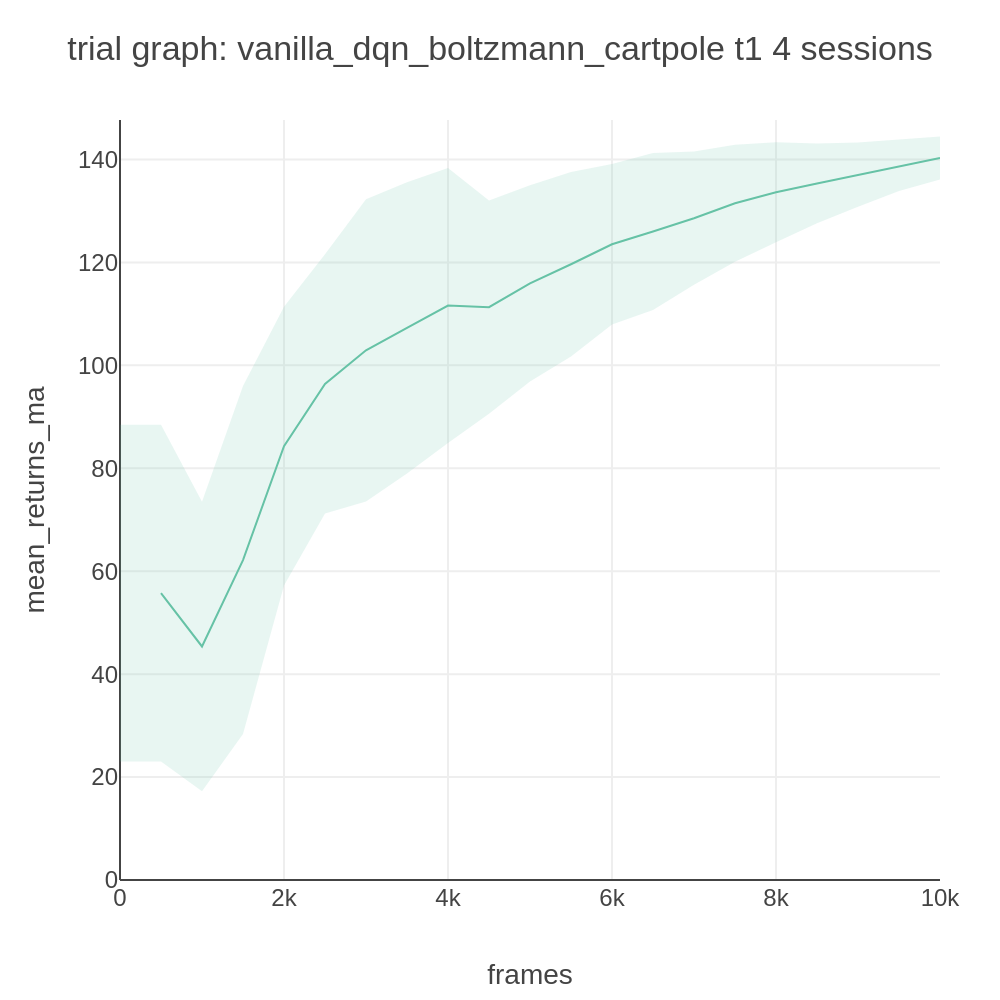 trial graph: vanilla_dqn_boltzmann_cartpole t1 4 sessions
mean_returns_ma
140
120
100
80
60
40
20
0
0 2k 4k 6k 8k 10k
frames